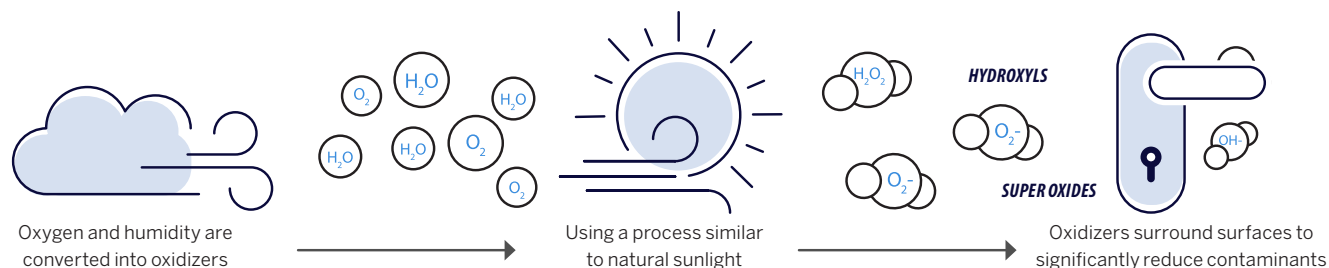 O₂
H₂O
H₂O
H₂O
H₂O
O₂
O₂
H₂O₂
HYDROXYLS
O₂-
O₂-
SUPER OXIDES
OH-
Oxygen and humidity are
converted into oxidizers
Using a process similar
to natural sunlight
Oxidizers surround surfaces to
significantly reduce contaminants